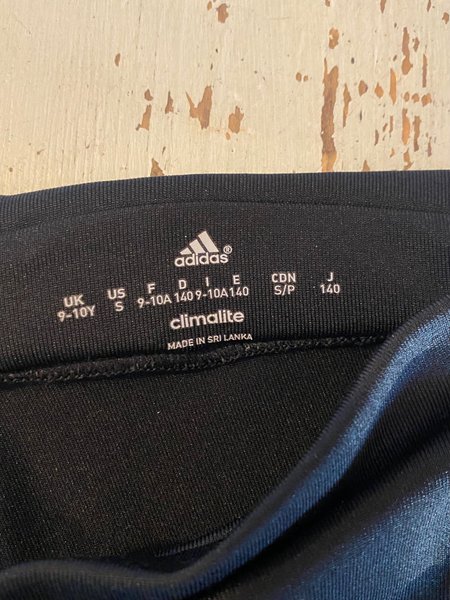 adidas®
UK US F D I E CDN J
9-10Y S 9-10A 140 9-10A 140 S/P 140
climalite
MADE IN SRI LANKA